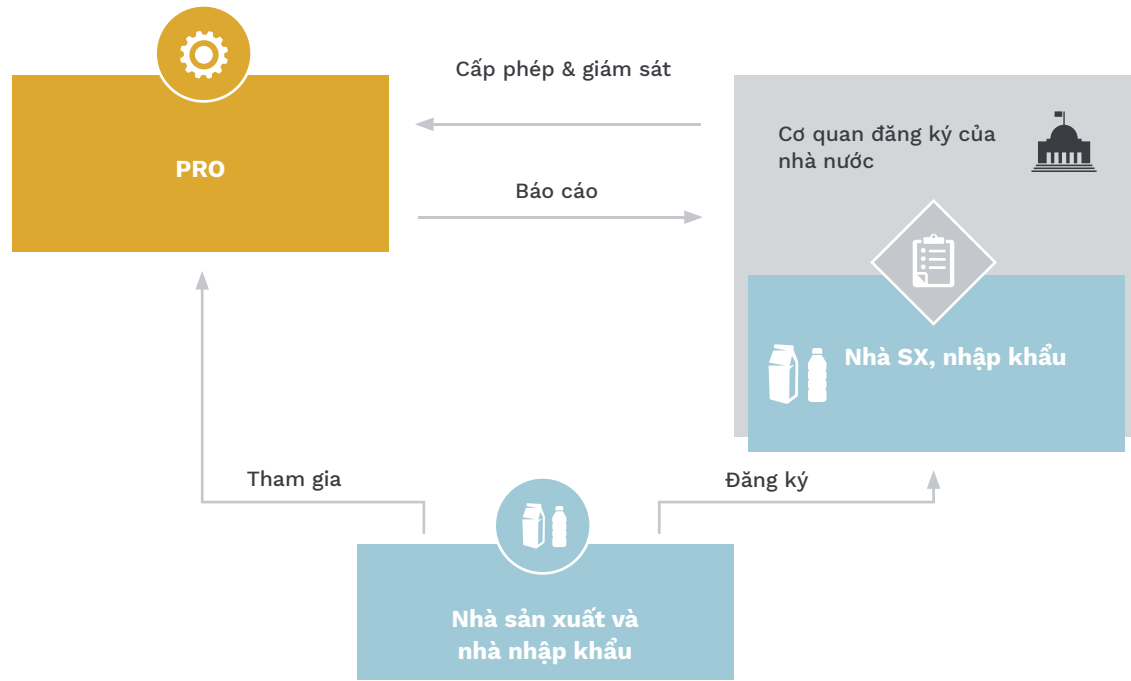 Cấp phép & giám sát
PRO
Cơ quan đăng ký của
nhà nước
Báo cáo
Nhà SX, nhập khẩu
Tham gia
Đăng ký
Nhà sản xuất và
nhà nhập khẩu